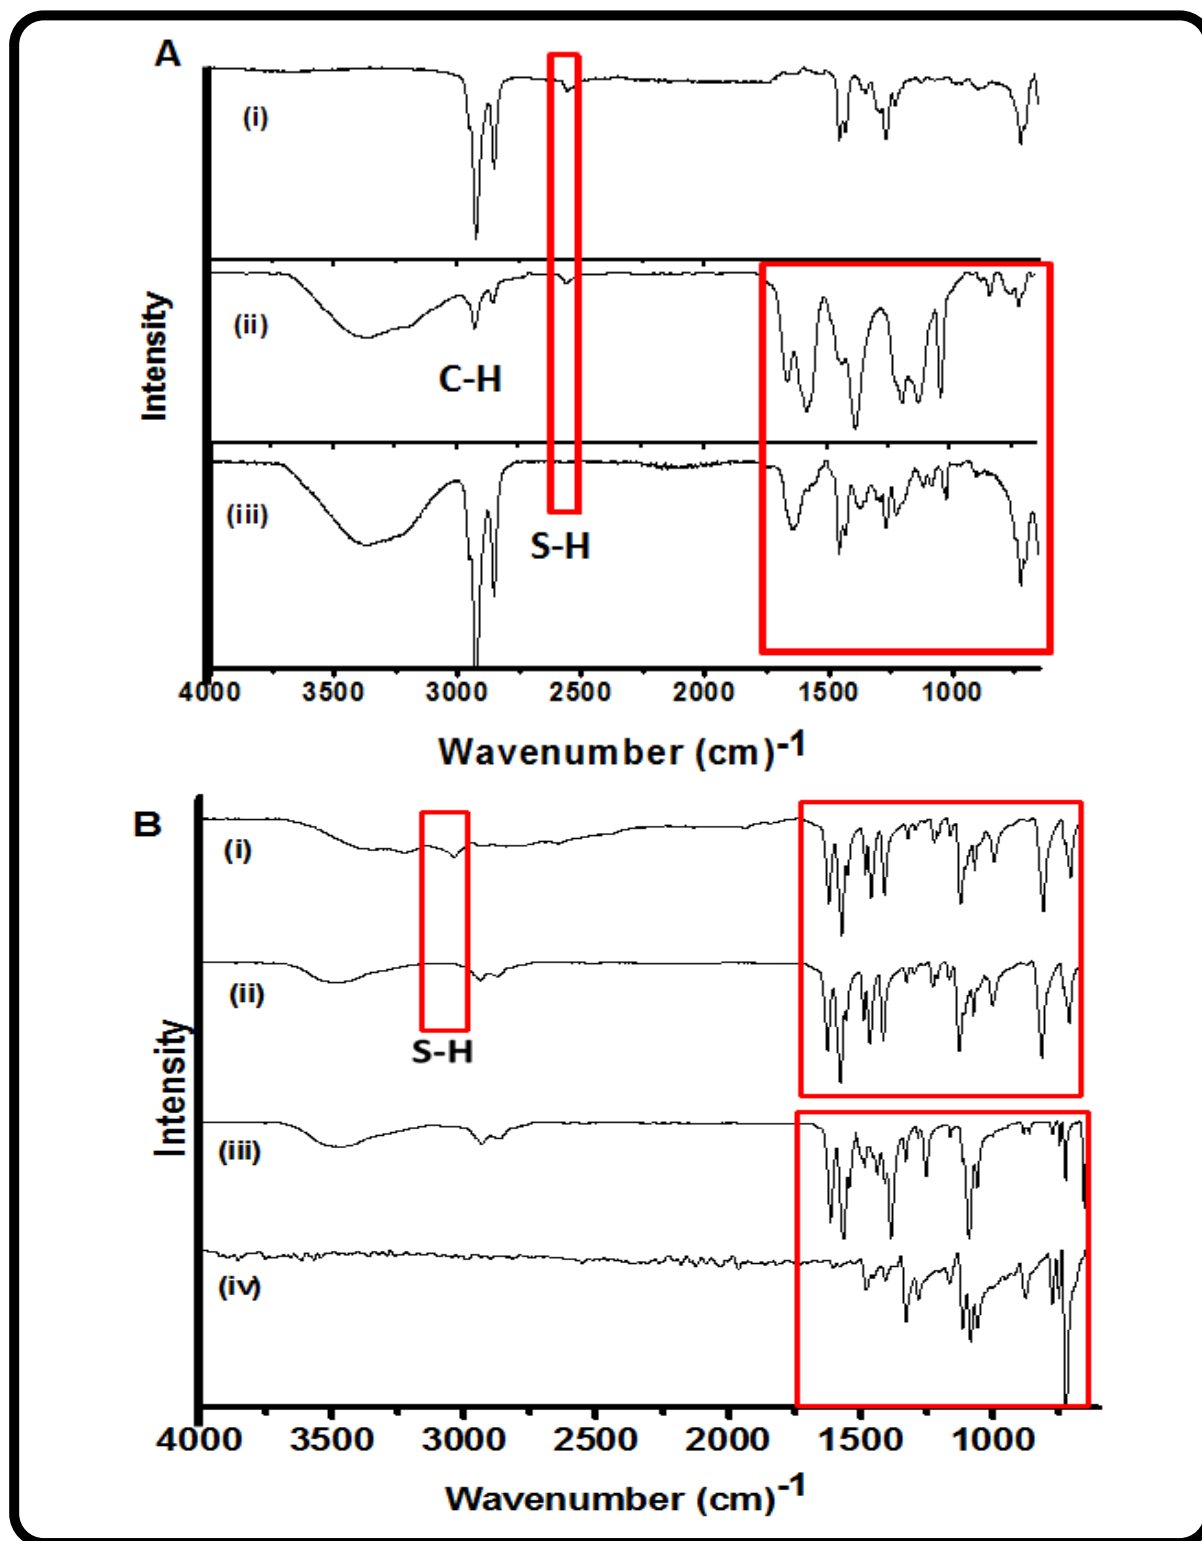 A
(i)
(ii)
C-H
(iii)
S-H
Intensity
4000 3500 3000 2500 2000 1500 1000
Wavenumber (cm)-1
B
(i)
(ii)
S-H
(iii)
(iv)
Intensity
4000 3500 3000 2500 2000 1500 1000
Wavenumber (cm)-1